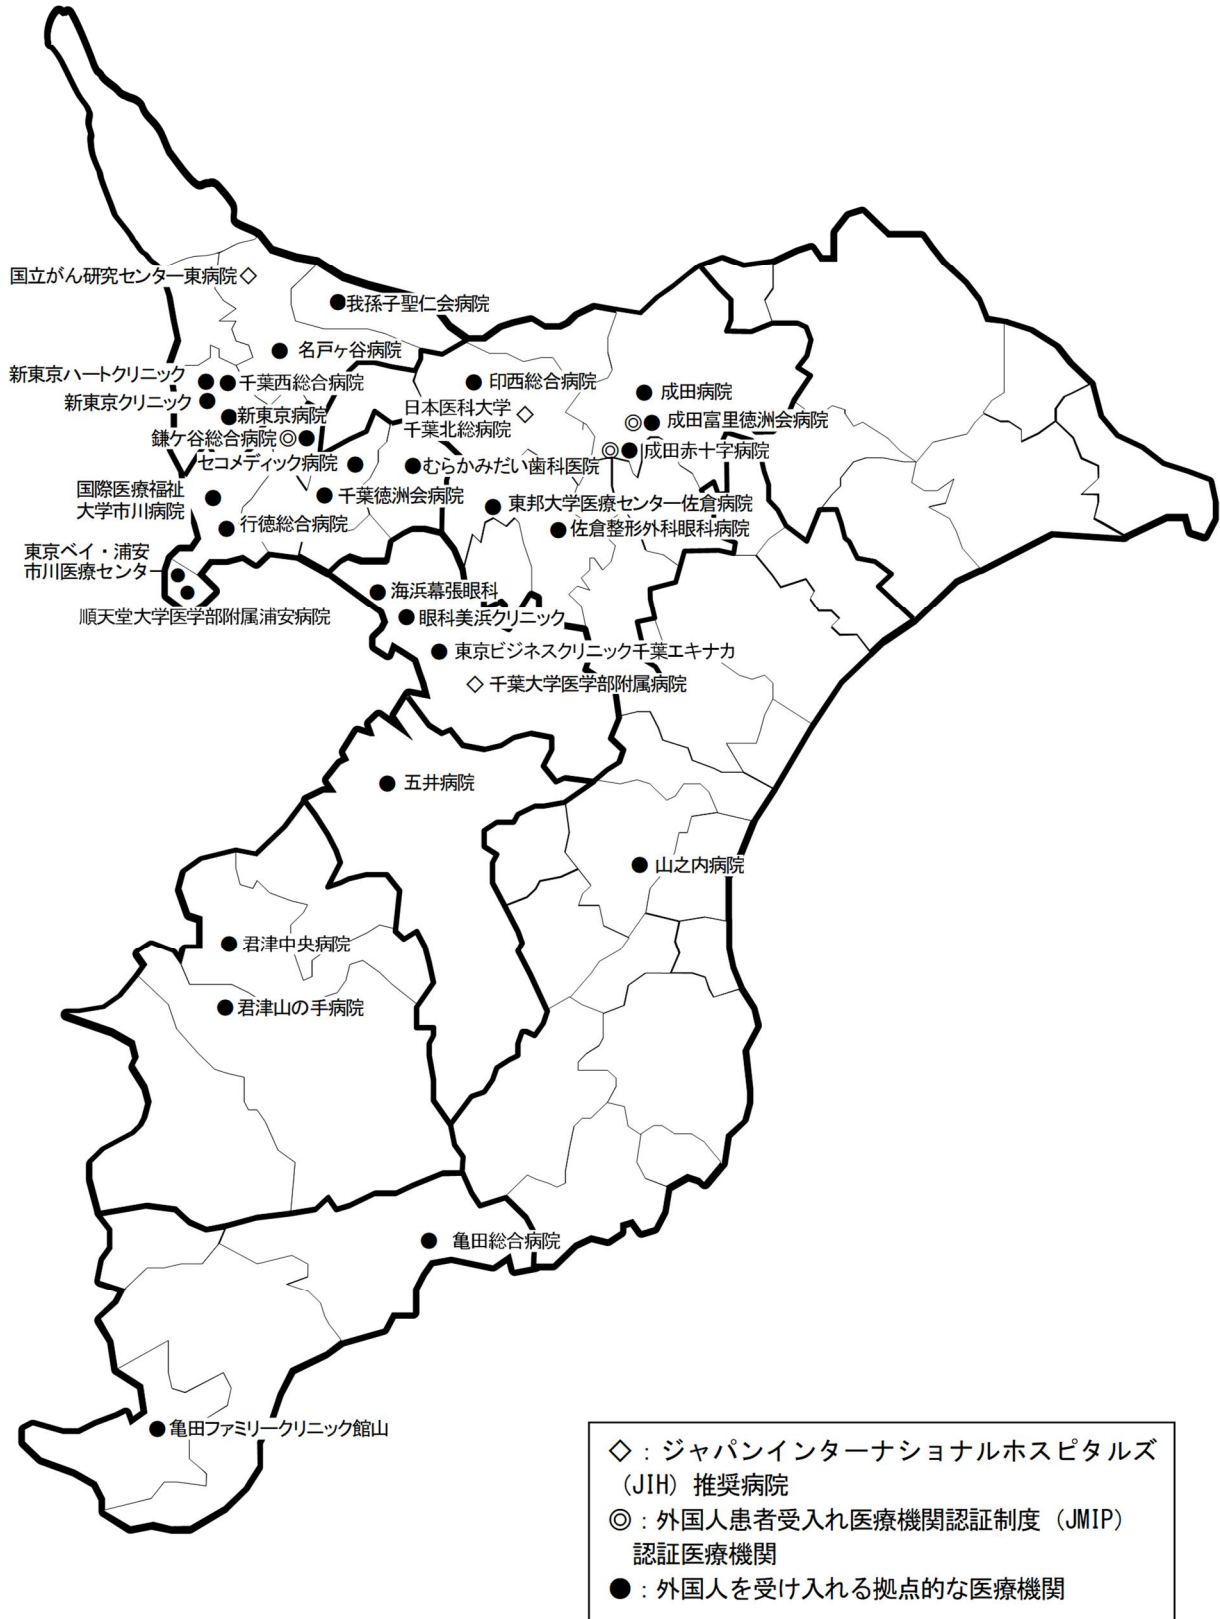 国立がん研究センター東病院◇
●我孫子聖仁会病院
● 名戸ヶ谷病院
新東京ハートクリニック ●
●千葉西総合病院
● 印西総合病院
● 成田病院
新東京クリニック ●
日本医科大学
千葉北総病院 ◇
●新東京病院
◎● 成田富里徳洲会病院
鎌ケ谷総合病院◎●
◎● 成田赤十字病院
セコメディック病院 ●
●むらかみだい歯科医院
国際医療福祉
大学市川病院 ●
●千葉徳洲会病院
● 東邦大学医療センター佐倉病院
● 行徳総合病院
●佐倉整形外科眼科病院
東京ベイ・浦安
市川医療センター ●
●
順天堂大学医学部附属浦安病院
● 海浜幕張眼科
● 眼科美浜クリニック
● 東京ビジネスクリニック千葉エキナカ
◇ 千葉大学医学部附属病院
● 五井病院
● 山之内病院
● 君津中央病院
● 君津山の手病院
● 亀田総合病院
●亀田ファミリークリニック館山
◇：ジャパンインターナショナルホスピタルズ
（JIH）推奨病院
◎：外国人患者受入れ医療機関認証制度（JMIP）
認証医療機関
●：外国人を受け入れる拠点的な医療機関